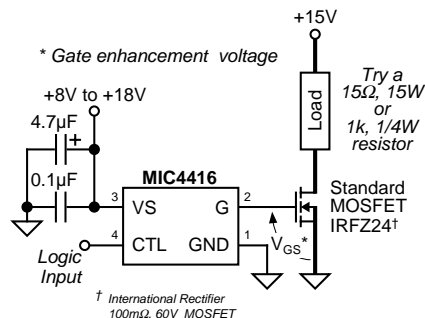 +15V
* Gate enhancement voltage
+8V to +18V
4.7µF
+
0.1µF
Load
Try a
15Ω, 15W
or
1k, 1/4W
resistor
MIC4416
3
VS
G
2
4
CTL
GND
1
Logic
Input
VGS*
–
Standard
MOSFET
IRFZ24†
† International Rectifier
100mΩ, 60V MOSFET